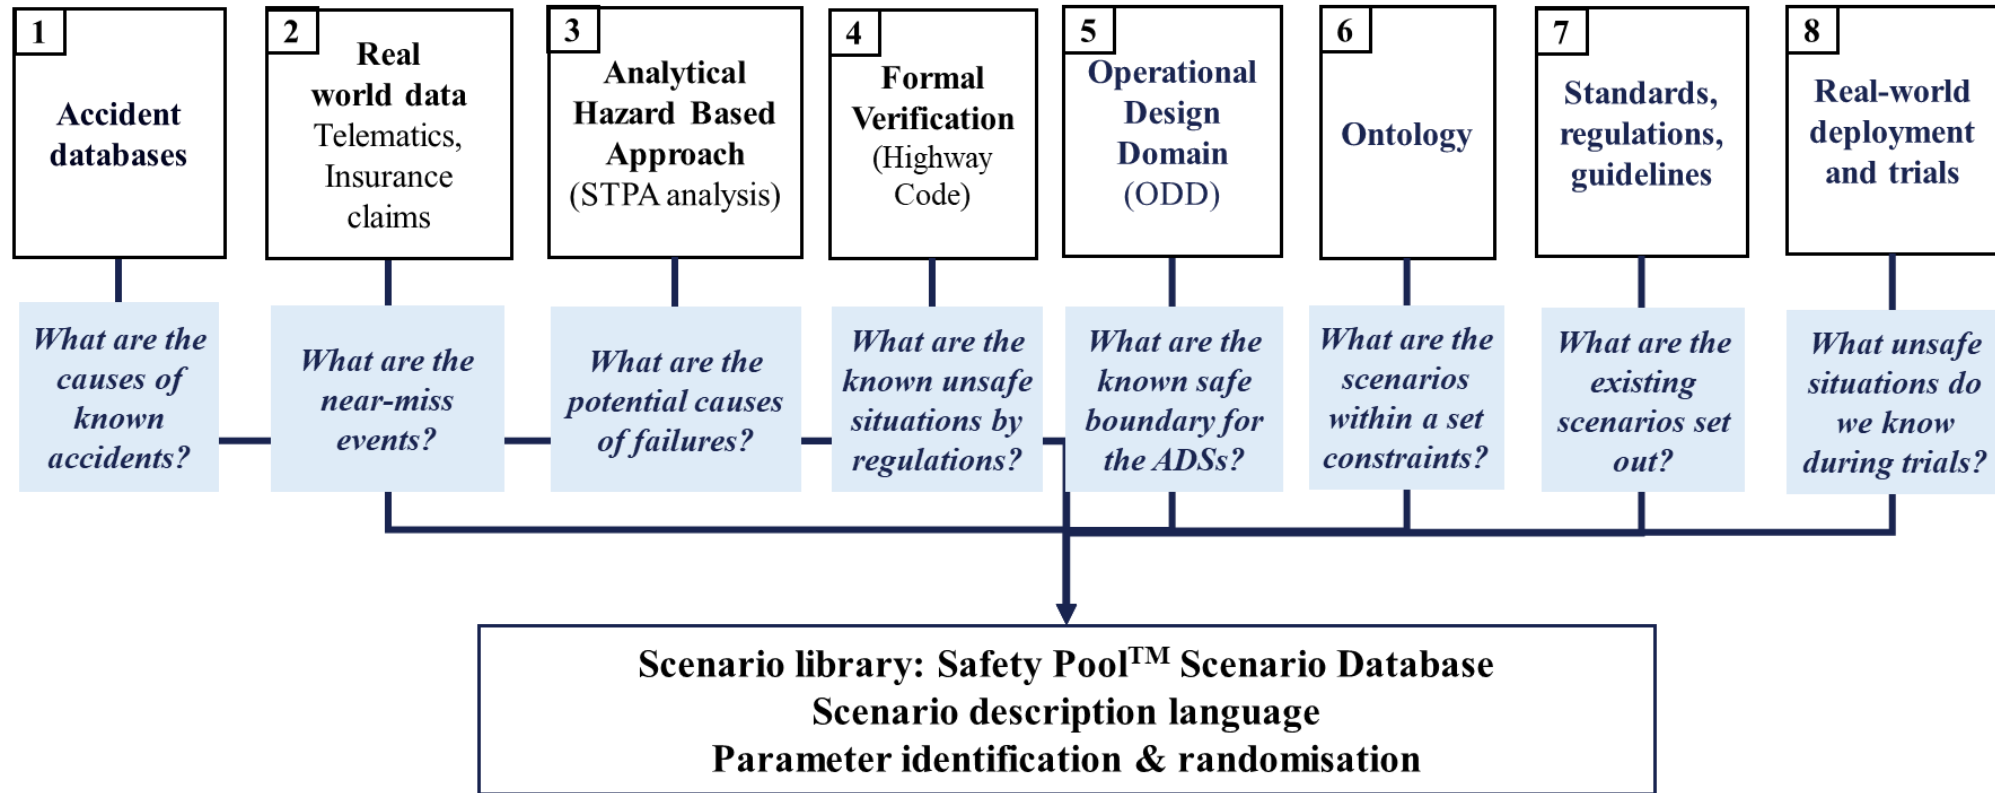 1
Accident
databases
2
Real
world data
Telematics,
Insurance
claims
3
Analytical
Hazard Based
Approach
(STPA analysis)
4
Formal
Verification
(Highway
Code)
5
Operational
Design
Domain
(ODD)
6
Ontology
7
Standards,
regulations,
guidelines
8
Real-world
deployment
and trials
What are the
causes of
known
accidents?
What are the
near-miss
events?
What are the
potential causes
of failures?
What are the
known unsafe
situations by
regulations?
What are the
known safe
boundary for
the ADSs?
What are the
scenarios
within a set
constraints?
What are the
existing
scenarios set
out?
What unsafe
situations do
we know
during trials?
Scenario library: Safety Pool™ Scenario Database
Scenario description language
Parameter identification & randomisation